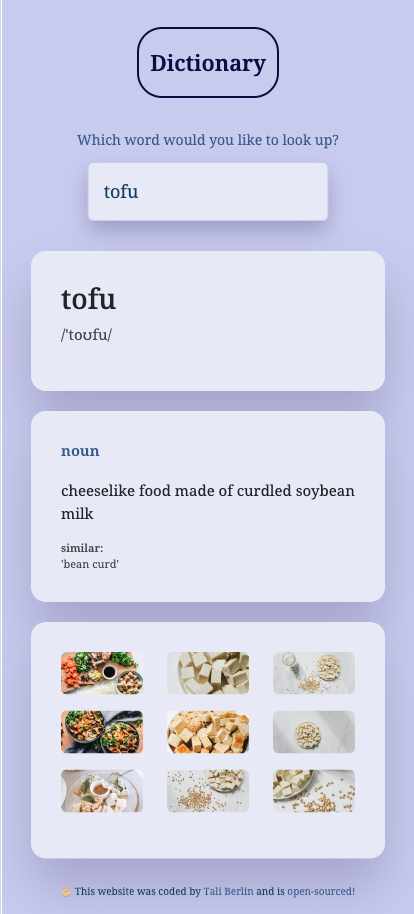 Dictionary
Which word would you like to look up?
tofu
tofu
/'toʊfu/
noun
cheeselike food made of curdled soybean
milk
similar:
'bean curd'
This website was coded by Tali Berlin and is open-sourced!